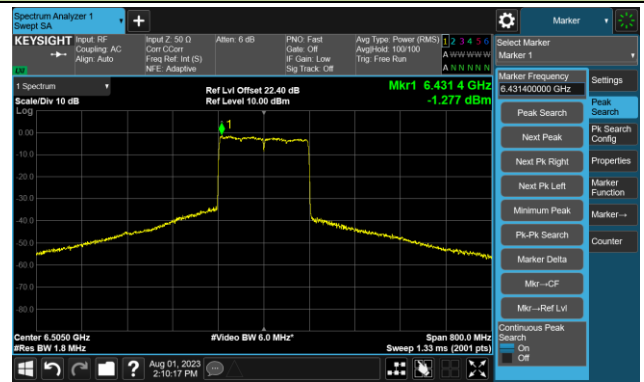 Spectrum Analyzer 1
Swept SA
+
Marker
KEYSIGHT
Input: RF
Coupling: AC
Align: Auto
Input Z: 50 Ω
Corr CCorr
Freq Ref: Int (S)
NFE: Adaptive
Atten: 6 dB
PNO: Fast
Gate: Off
IF Gain: Low
Sig Track: Off
Avg Type: Power (RMS)
Avg|Hold: 100/100
Trig: Free Run
1 2 3 4 5 6
A W W W W W
A N N N N N
LW
Select Marker
Marker 1
1 Spectrum
Scale/Div 10 dB
Log
Ref Lvl Offset 22.40 dB
Ref Level 10.00 dBm
Mkr1 6.431 4 GHz
-1.277 dBm
1
0.00
-10.0
-20.0
-30.0
-40.0
-50.0
-60.0
-70.0
-80.0
Center 6.5050 GHz
#Res BW 1.8 MHz
#Video BW 6.0 MHz*
Span 800.0 MHz
Sweep 1.33 ms (2001 pts)
Marker Frequency
6.431400000 GHz
Peak Search
Next Peak
Next Pk Right
Next Pk Left
Minimum Peak
Pk-Pk Search
Marker Delta
Mkr→CF
Mkr→Ref Lvl
Continuous Peak
Search
On
Off
Settings
Peak
Search
Pk Search
Config
Properties
Marker
Function
Marker→
Counter
?
Aug 01, 2023
2:10:17 PM